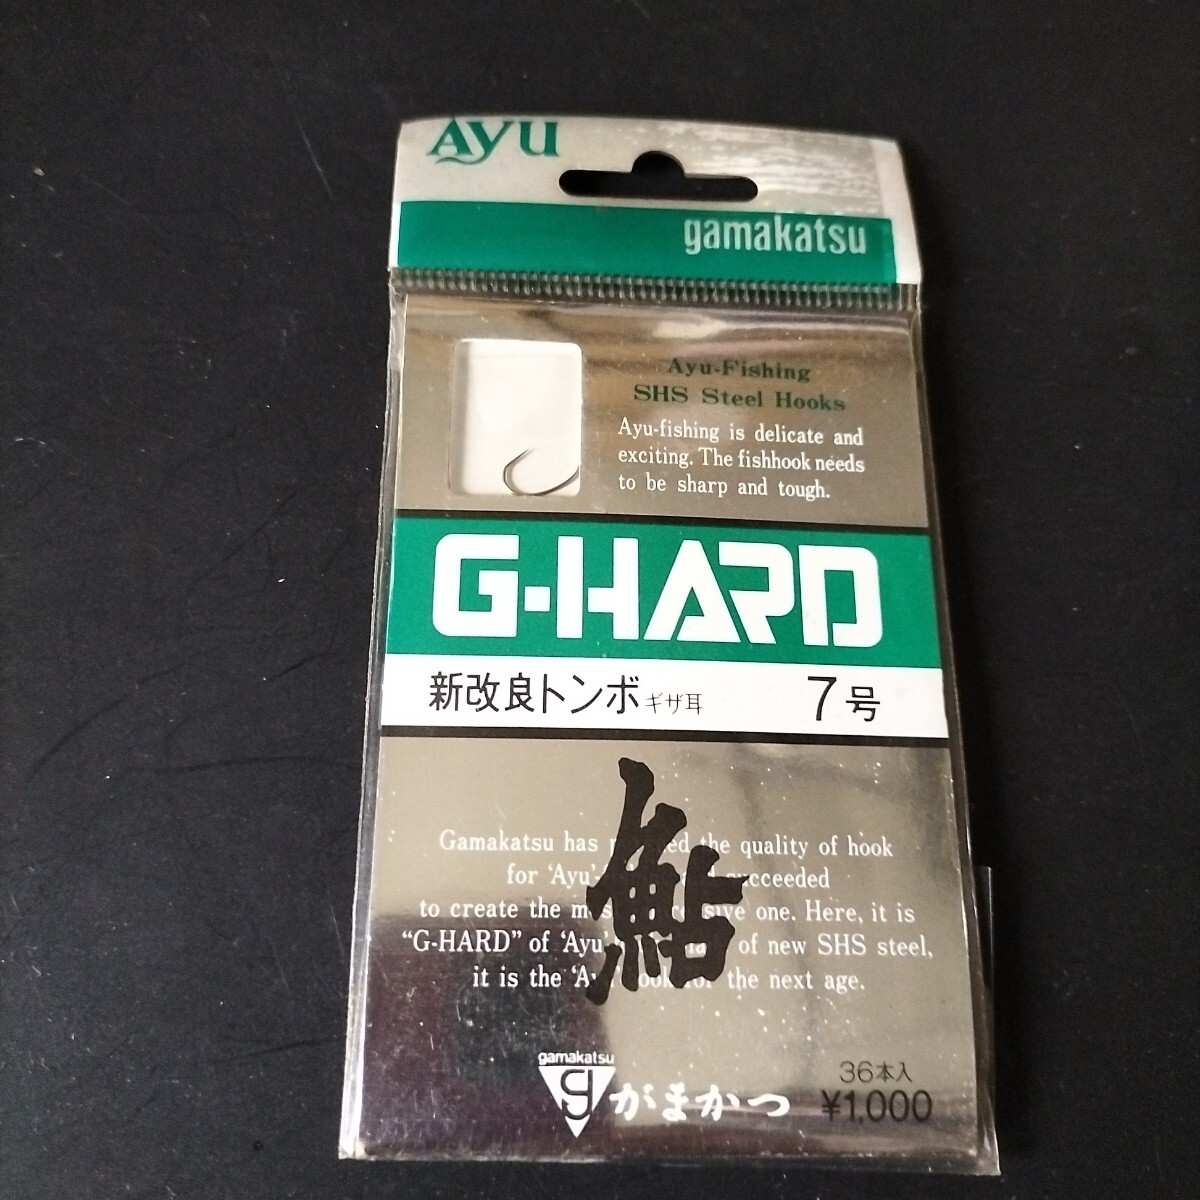 Ayu
gamakatsu
Ayu-Fishing
SHS Steel Hooks
Ayu-fishing is delicate and
exciting. The fishhook needs
to be sharp and tough.
G-HARD
新改良トンボ ギザ耳 7号
鮎
Gamakatsu has the quality of hook
for 'Ayu'- succeeded
to create the one. Here, it is
"G-HARD" of 'Ayu' of new SHS steel,
it is the 'Ayu' hook for the next age.
36本入
gamakatsu
g がまかつ ¥1,000